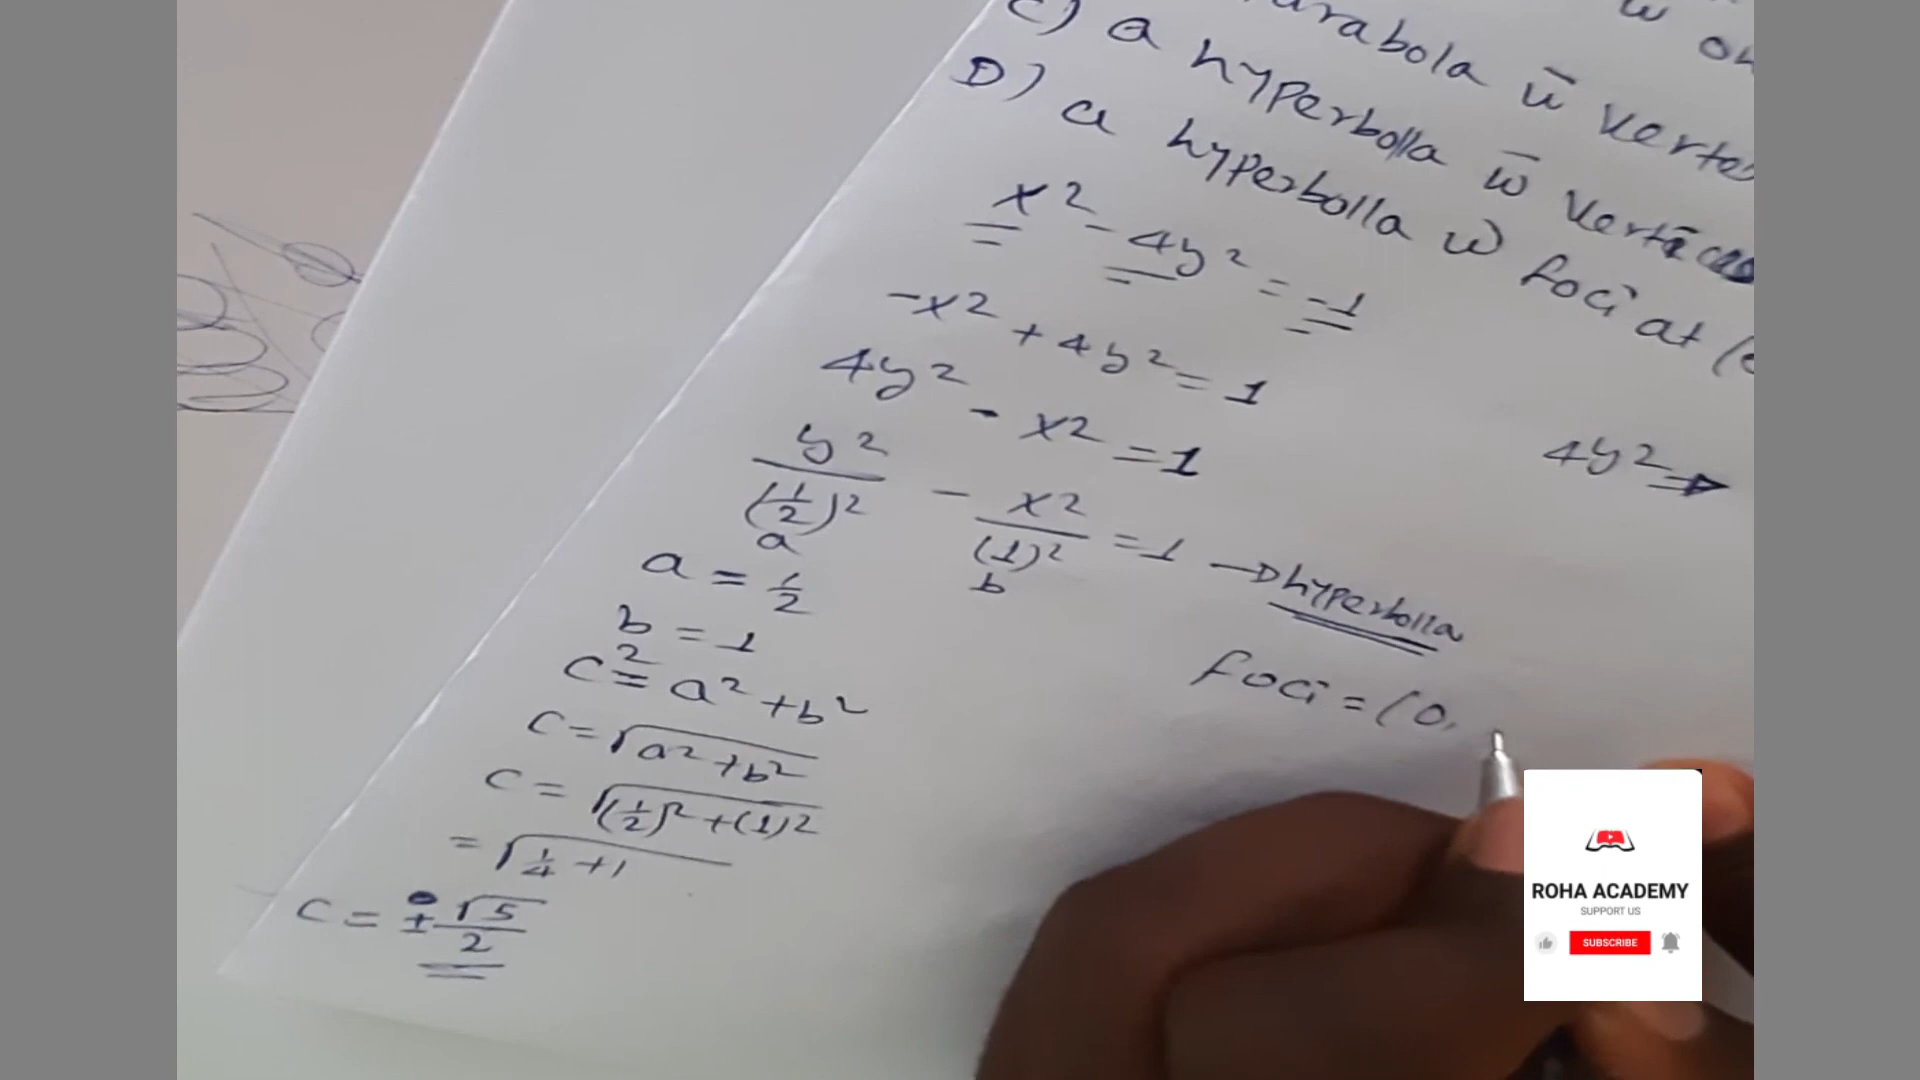 w on
parabola w̄ verte
C) a hyperbolla w̄ vertices
D) a hyperbolla w̄ foci at (
x² - 4y² = -1
-x² + 4y² = 1
4y² - x² = 1
4y² →
y²/(1/2)² - x²/(1)² = 1 → hyperbolla
a b
a = 1/2
b = 1
foci = (0,
c² = a² + b²
c = √a² + b²
c = √(1/2)² + (1)²
= √1/4 + 1
c = ± √5/2
ROHA ACADEMY
SUPPORT US
SUBSCRIBE